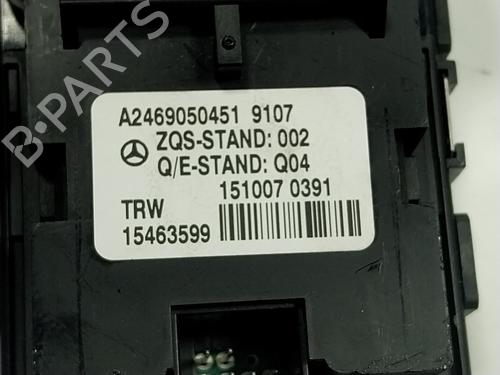 B-PARTS
A2469050451 9107
ZQS-STAND: 002
Q/E-STAND: Q04
151007 0391
TRW
15463599